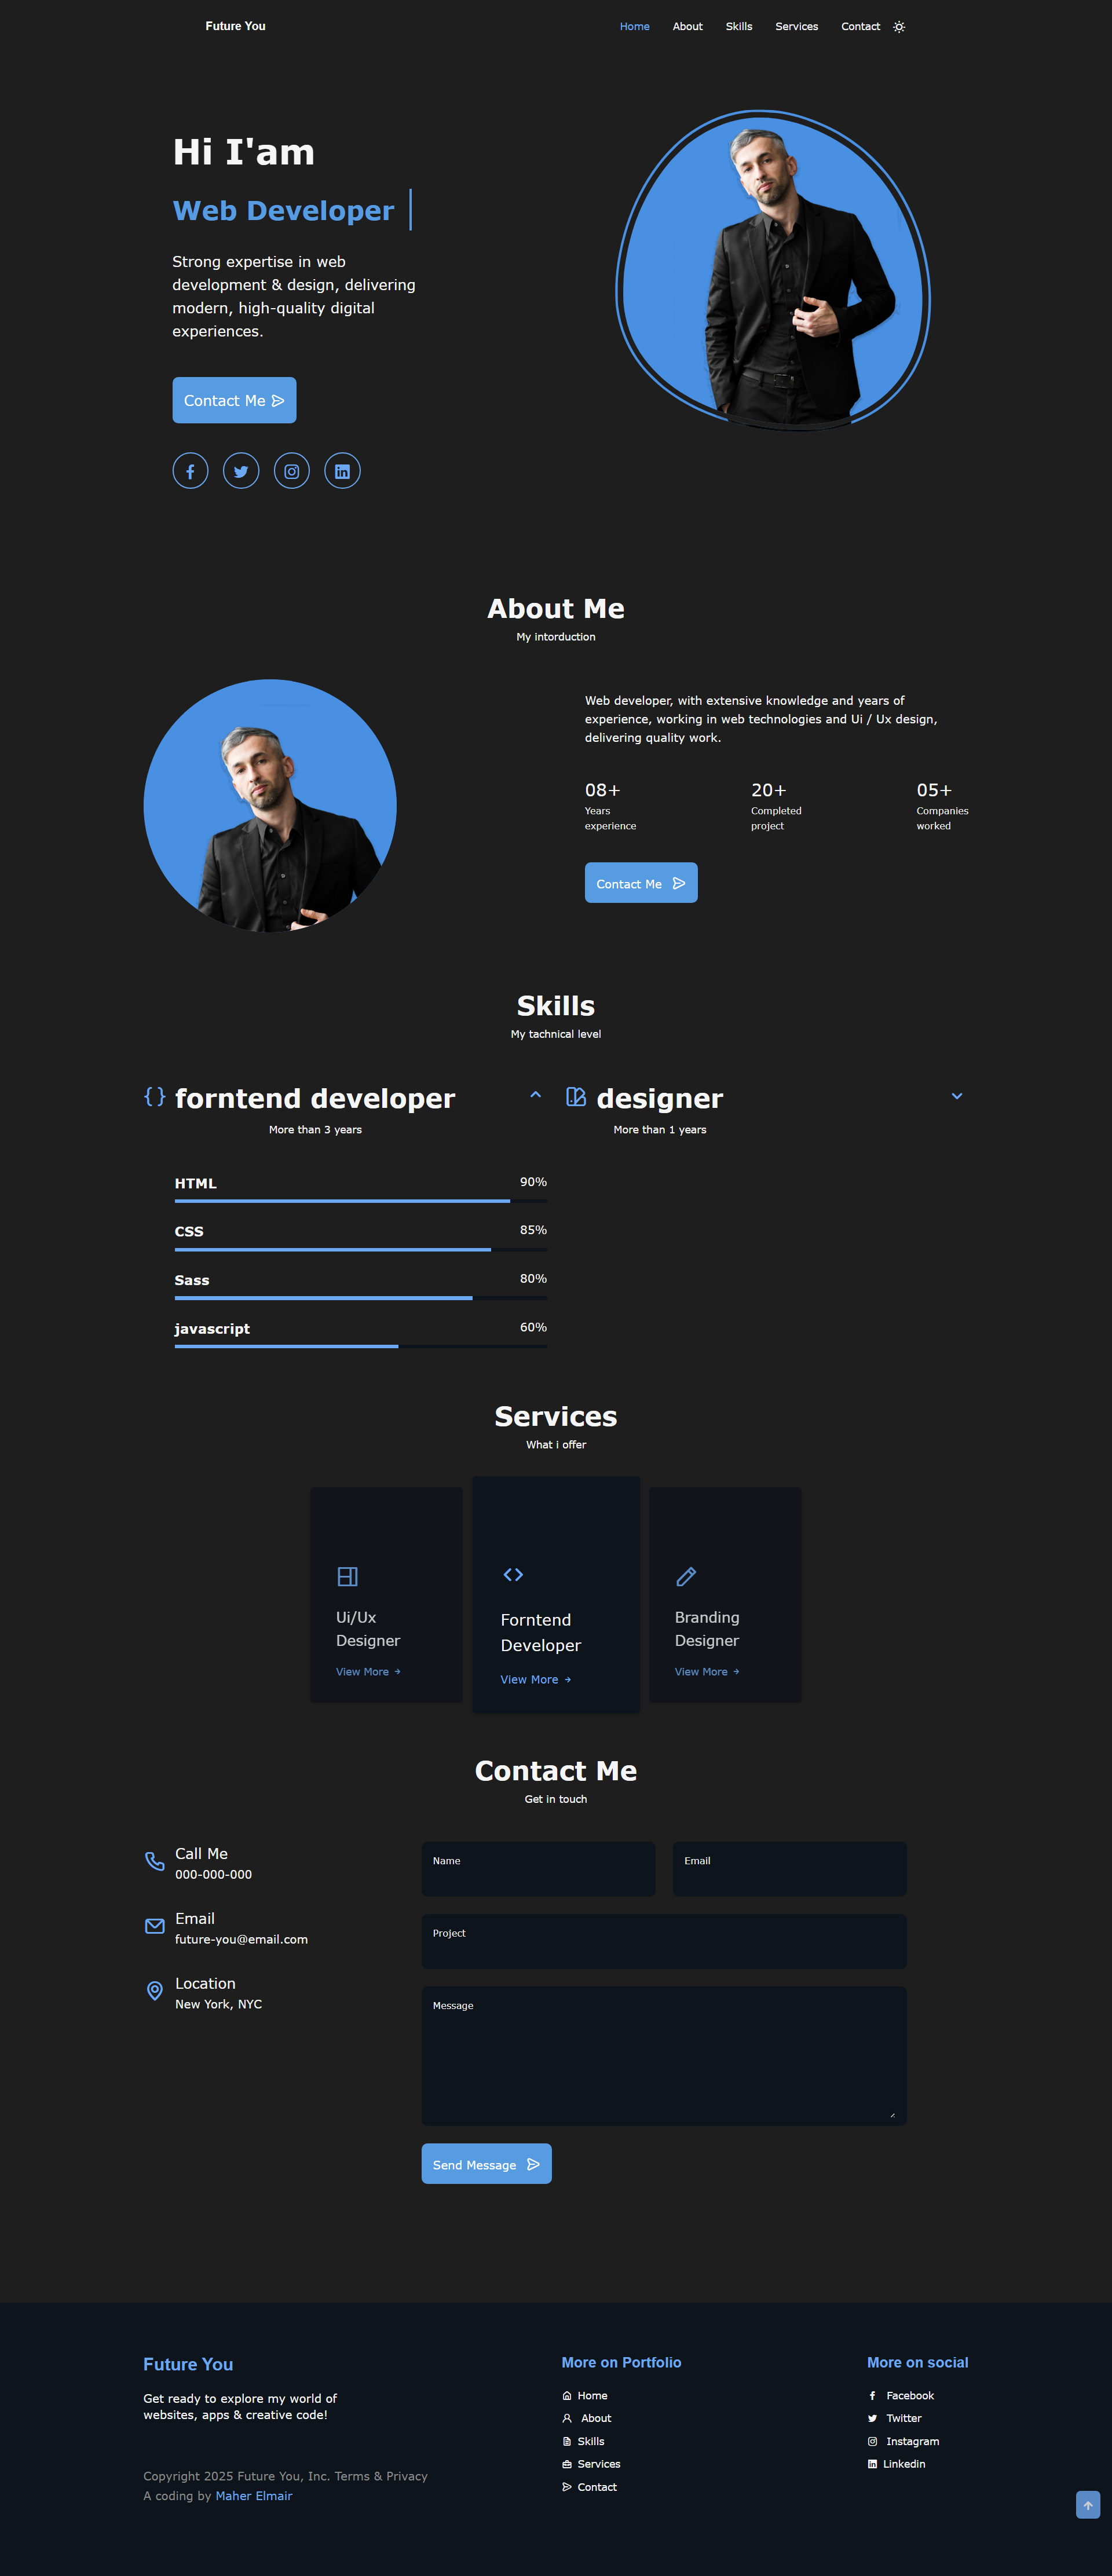 Future You
Home About Skills Services Contact
Hi I'am
Web Developer
Strong expertise in web
development & design, delivering
modern, high-quality digital
experiences.
Contact Me
About Me
My intorduction
Web developer, with extensive knowledge and years of
experience, working in web technologies and Ui / Ux design,
delivering quality work.
08+
Years
experience
20+
Completed
project
05+
Companies
worked
Contact Me
Skills
My tachnical level
forntend developer
More than 3 years
HTML 90%
CSS 85%
Sass 80%
javascript 60%
designer
More than 1 years
Services
What i offer
Ui/Ux
Designer
View More
Forntend
Developer
View More
Branding
Designer
View More
Contact Me
Get in touch
Call Me
000-000-000
Email
future-you@email.com
Location
New York, NYC
Name
Email
Project
Message
Send Message
Future You
Get ready to explore my world of
websites, apps & creative code!
Copyright 2025 Future You, Inc. Terms & Privacy
A coding by Maher Elmair
More on Portfolio
Home
About
Skills
Services
Contact
More on social
Facebook
Twitter
Instagram
Linkedin